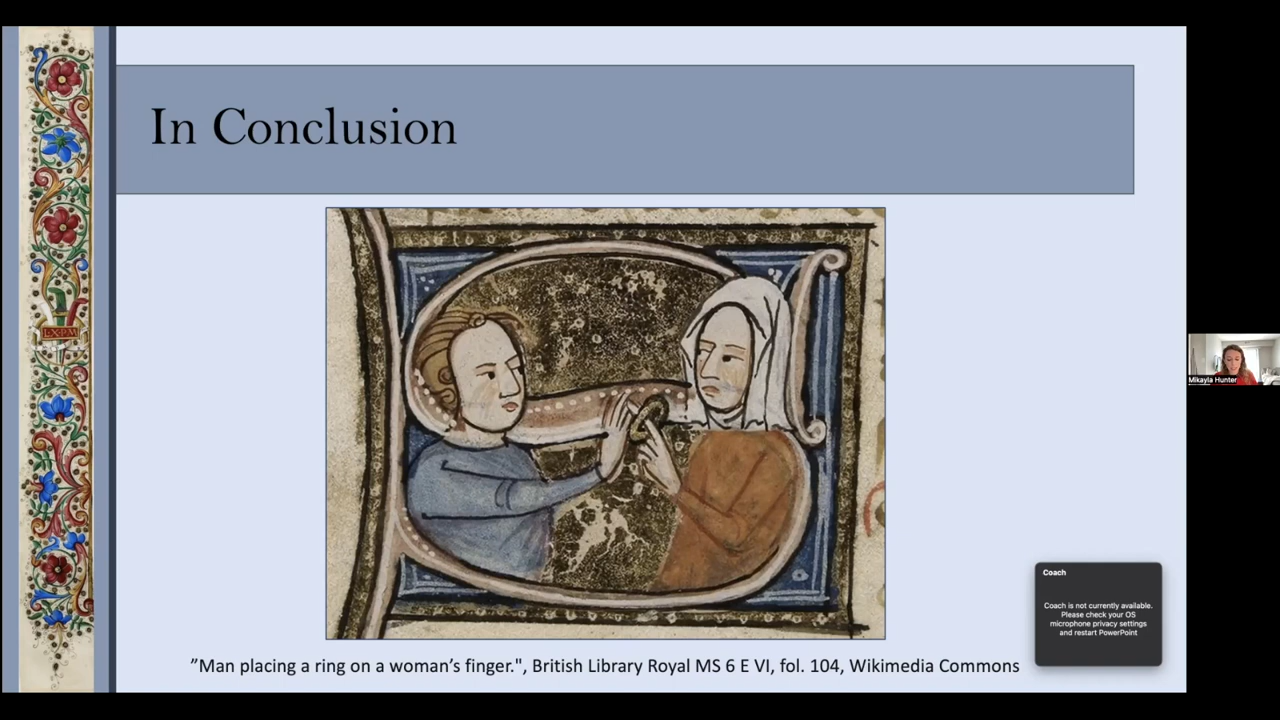 In Conclusion
L·X·P·M
Mikayla Hunter
Coach
Coach is not currently available.
Please check your OS
microphone privacy settings
and restart PowerPoint
”Man placing a ring on a woman’s finger.", British Library Royal MS 6 E VI, fol. 104, Wikimedia Commons